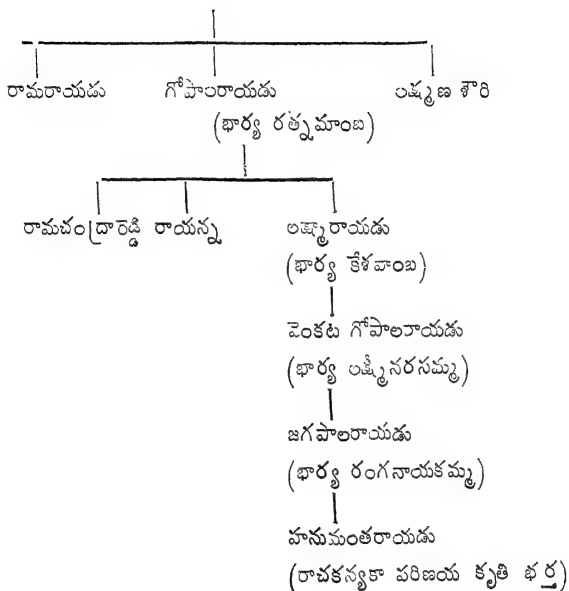 రామరాయడు గోపాలరాయడు లక్ష్మణ శౌరి
(భార్య రత్నమాంబ)
రామచంద్రారెడ్డి రాయన్న లక్ష్మారాయడు
(భార్య కేశవాంబ)
వెంకట గోపాలరాయడు
(భార్య లక్ష్మీనరసమ్మ)
జగపాలరాయడు
(భార్య రంగనాయకమ్మ)
హనుమంతరాయడు
(రాచకన్యకా పరిణయ కృతి భర్త)